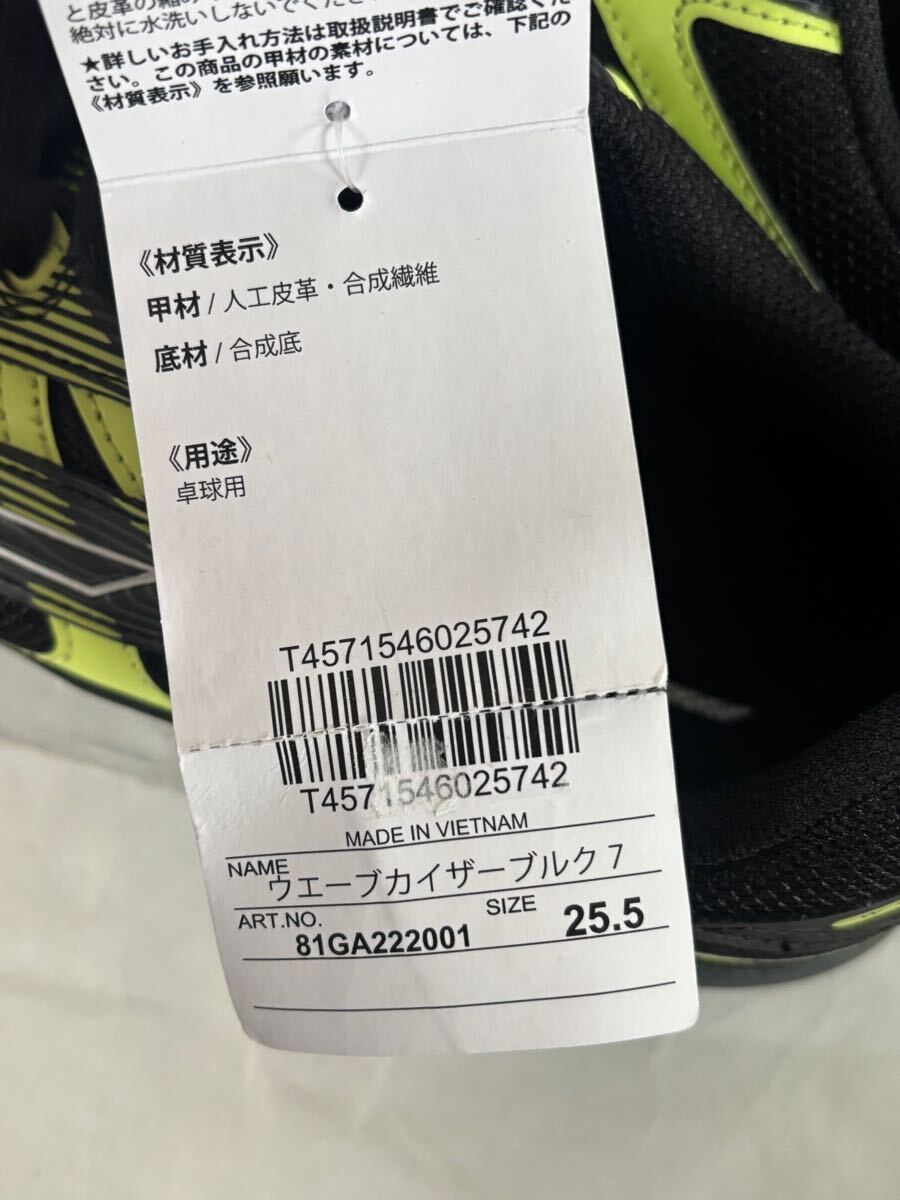 と皮革の縮み
絶対に水洗いしないでくださ
★詳しいお手入れ方法は取扱説明書でご確認くだ
さい。この商品の甲材の素材については、下記の
《材質表示》を参照願います。
《材質表示》
甲材 / 人工皮革・合成繊維
底材 / 合成底
《用途》
卓球用
T4571546025742
T4571546025742
MADE IN VIETNAM
NAME ウエーブカイザーブルク7
ART.NO. 81GA222001 SIZE 25.5